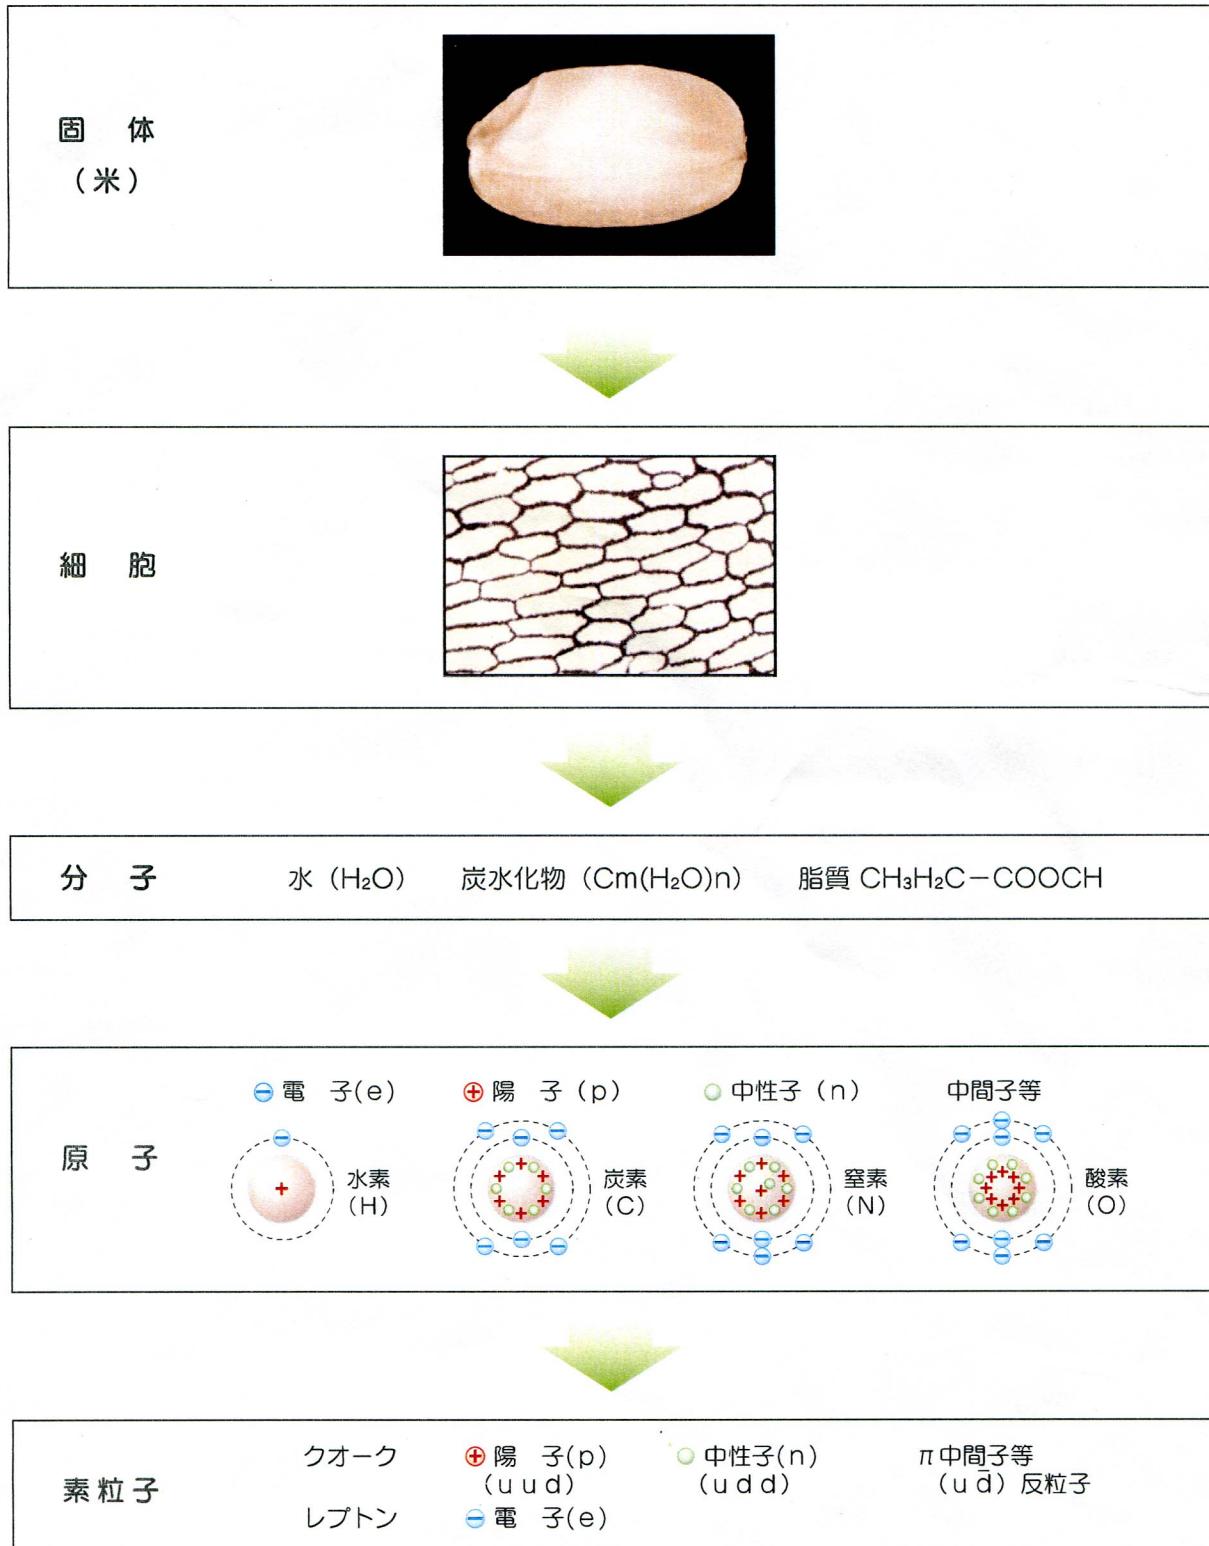 固 体
(米)
細 胞
分 子
水 (H₂O) 炭水化物 (Cm(H₂O)n) 脂質 CH₃H₂C−COOCH
原 子
⊖ 電 子(e) ⊕ 陽 子 (p) 中性子 (n) 中間子等
水素
(H)
炭素
(C)
窒素
(N)
酸素
(O)
素粒子
クオーク ⊕ 陽 子(p) 中性子(n) π中間子等
(uud) (udd) (ud̄) 反粒子
レプトン ⊖ 電 子(e)